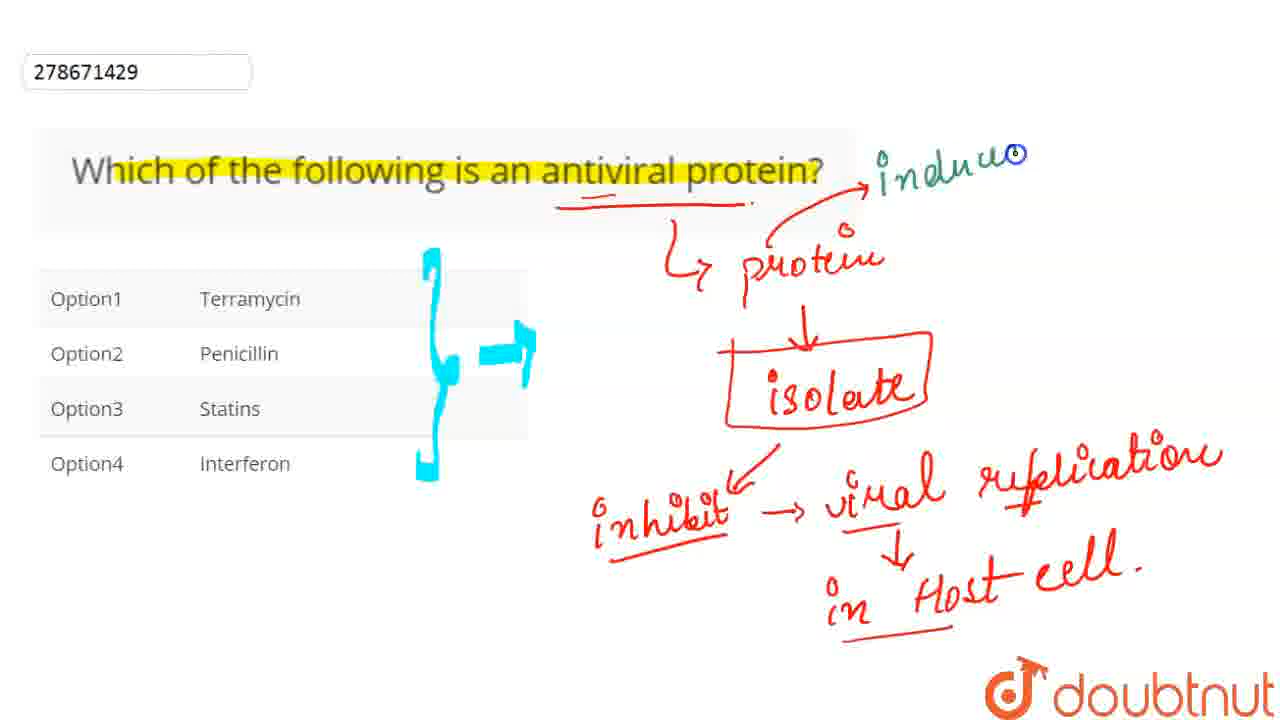 278671429
Which of the following is an antiviral protein?
induce
protein
Option1 Terramycin
Option2 Penicillin
isolate
Option3 Statins
Option4 Interferon
inhibit → viral replication
in Host cell.
doubtnut